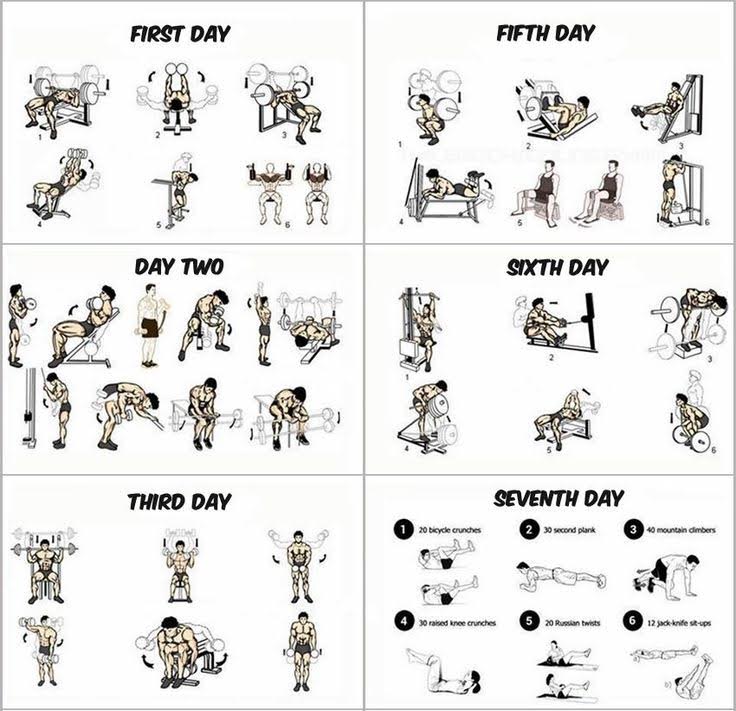 FIRST DAY
1
2
3
4
5
6
FIFTH DAY
1
2
3
4
5
6
DAY TWO
SIXTH DAY
1
2
3
4
5
6
THIRD DAY
SEVENTH DAY
1 20 bicycle crunches
2 30 second plank
3 40 mountain climbers
4 30 raised knee crunches
5 20 Russian twists
6 12 jack-knife sit-ups